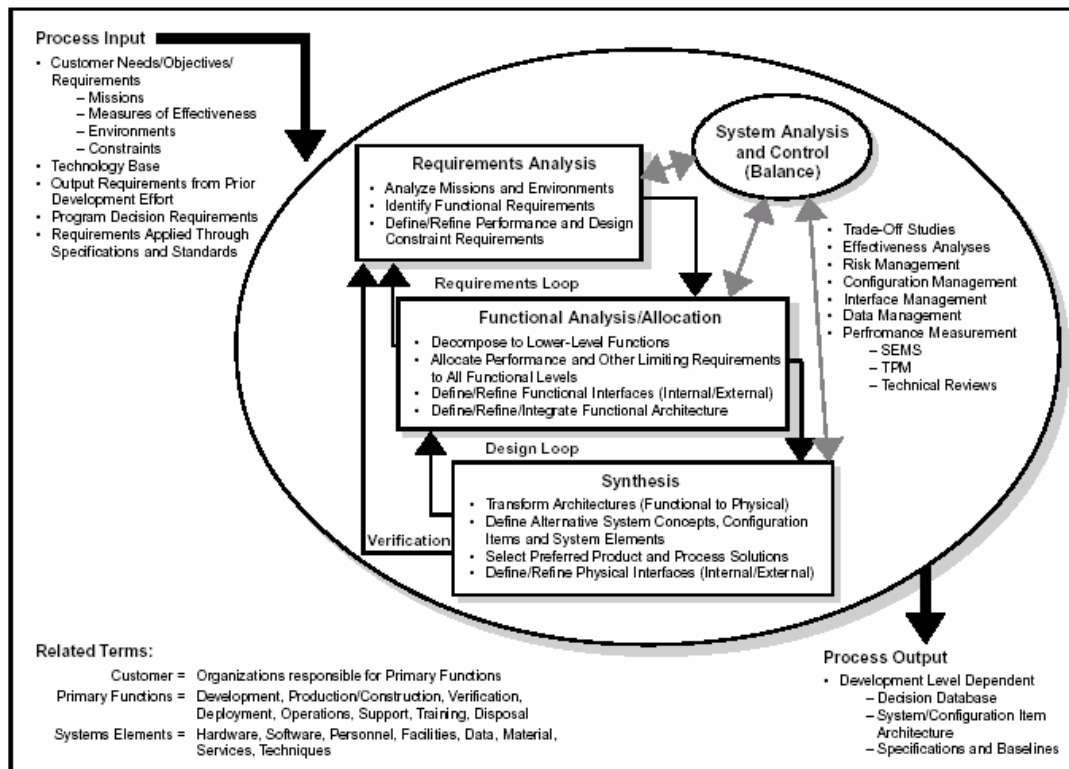 Process Input
• Customer Needs/Objectives/
Requirements
– Missions
– Measures of Effectiveness
– Environments
– Constraints
• Technology Base
• Output Requirements from Prior
Development Effort
• Program Decision Requirements
• Requirements Applied Through
Specifications and Standards
System Analysis
and Control
(Balance)
Requirements Analysis
• Analyze Missions and Environments
• Identify Functional Requirements
• Define/Refine Performance and Design
Constraint Requirements
• Trade-Off Studies
• Effectiveness Analyses
• Risk Management
• Configuration Management
• Interface Management
• Data Management
• Perfromance Measurement
– SEMS
– TPM
– Technical Reviews
Requirements Loop
Functional Analysis/Allocation
• Decompose to Lower-Level Functions
• Allocate Performance and Other Limiting Requirements
to All Functional Levels
• Define/Refine Functional Interfaces (Internal/External)
• Define/Refine/Integrate Functional Architecture
Design Loop
Synthesis
• Transform Architectures (Functional to Physical)
• Define Alternative System Concepts, Configuration
Items and System Elements
• Select Preferred Product and Process Solutions
• Define/Refine Physical Interfaces (Internal/External)
Verification
Related Terms:
Customer = Organizations responsible for Primary Functions
Primary Functions = Development, Production/Construction, Verification,
Deployment, Operations, Support, Training, Disposal
Systems Elements = Hardware, Software, Personnel, Facilities, Data, Material,
Services, Techniques
Process Output
• Development Level Dependent
– Decision Database
– System/Configuration Item
Architecture
– Specifications and Baselines